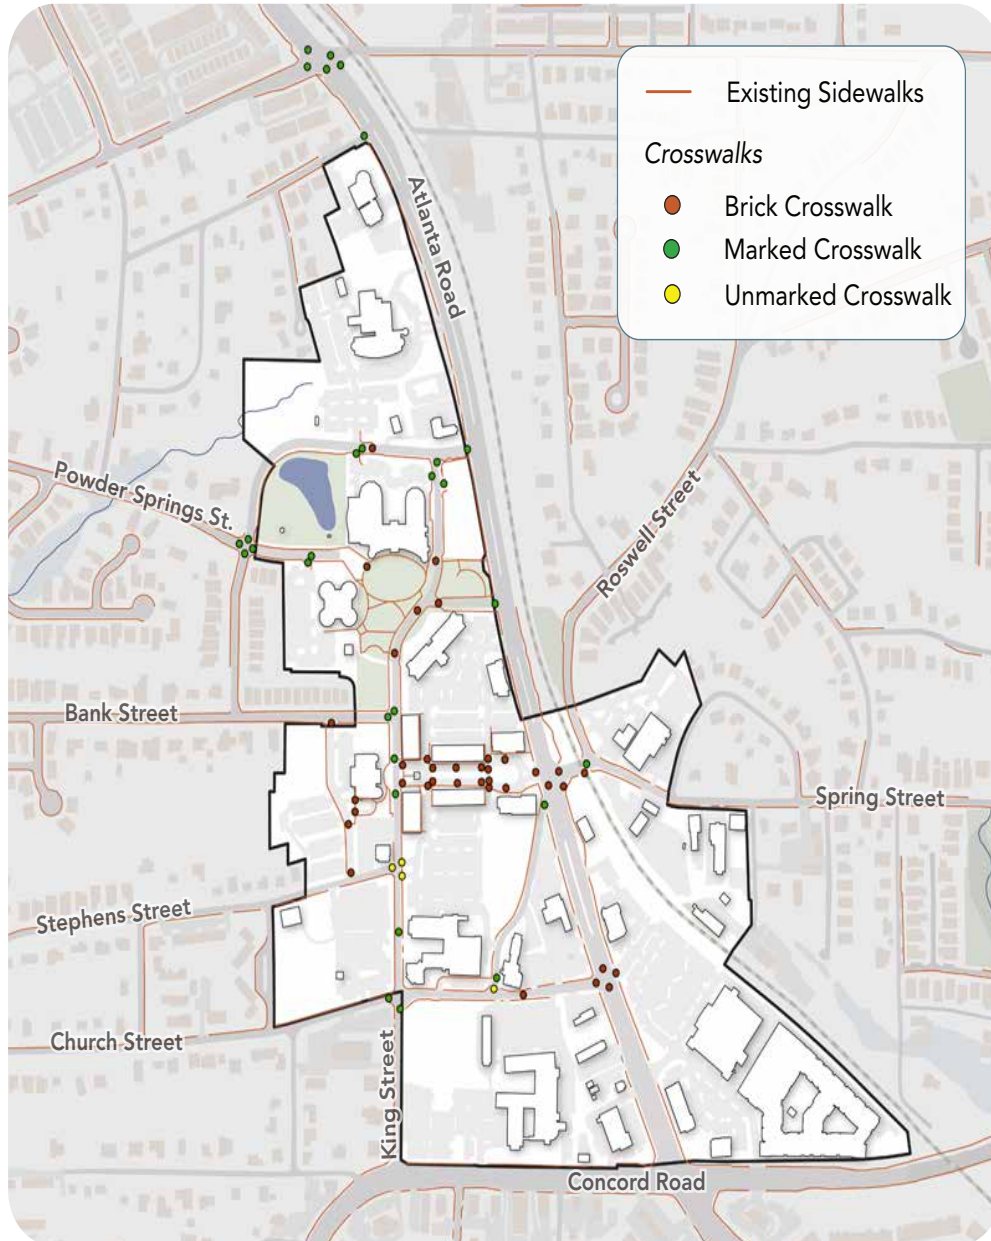 Existing Sidewalks
Crosswalks
Brick Crosswalk
Marked Crosswalk
Unmarked Crosswalk
Atlanta Road
Powder Springs St.
Roswell Street
Bank Street
Spring Street
Stephens Street
Church Street
King Street
Concord Road